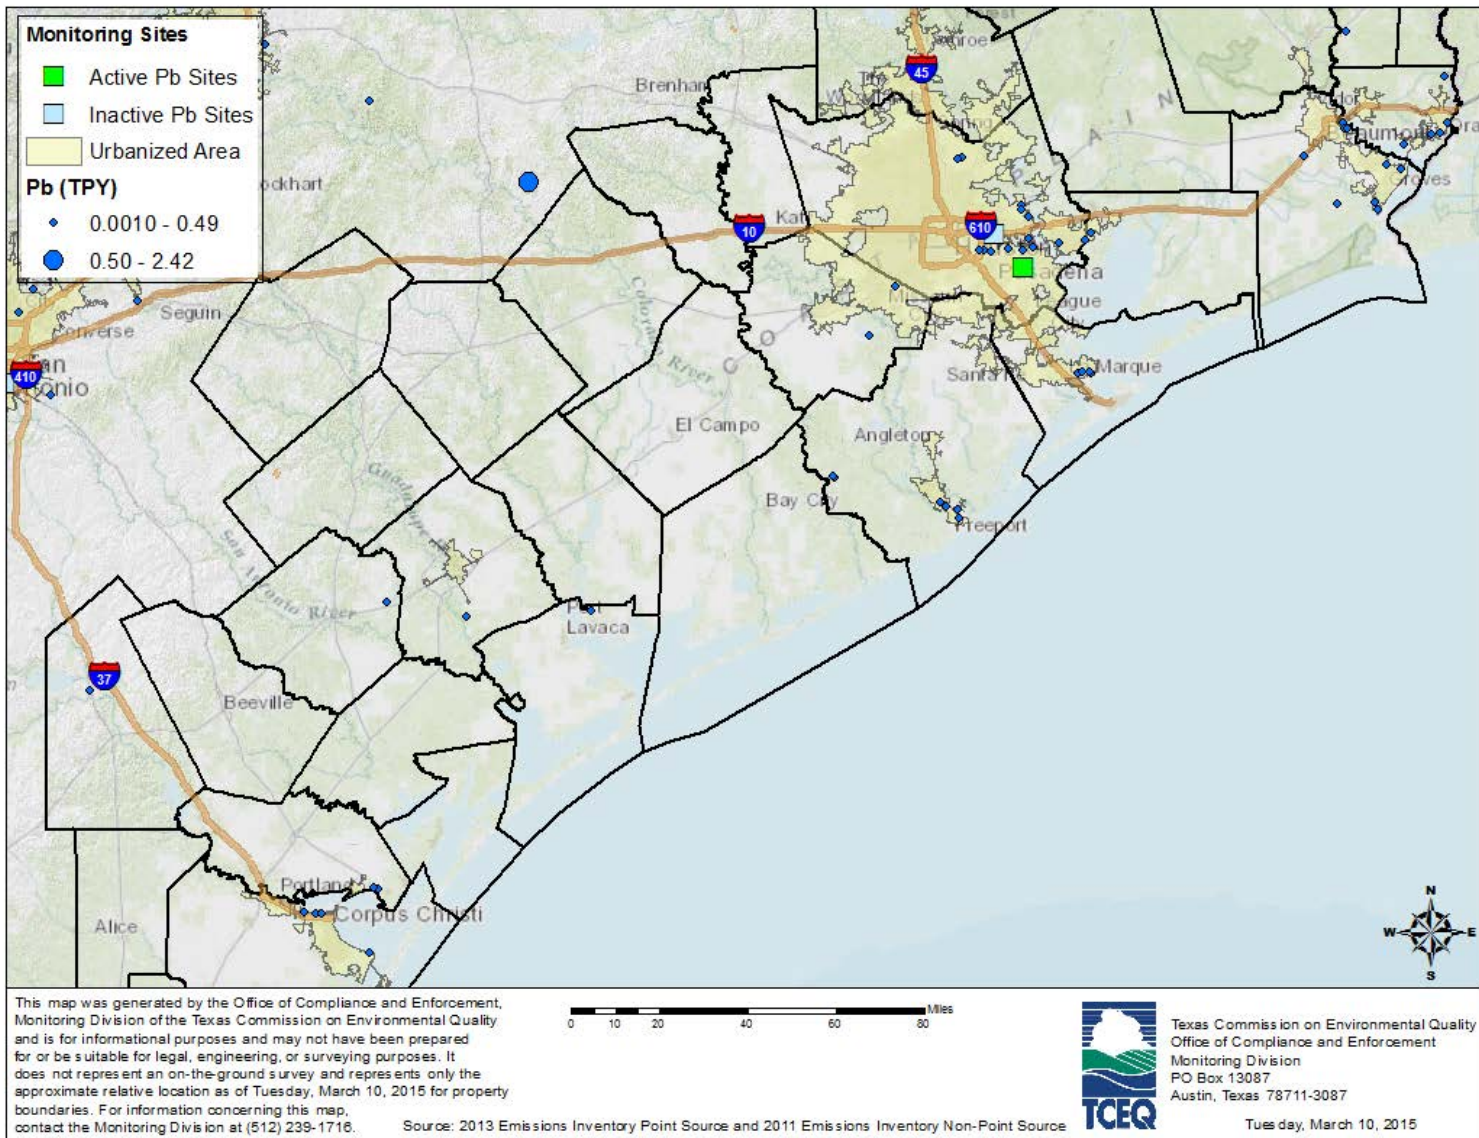 Monitoring Sites
Active Pb Sites
Inactive Pb Sites
Urbanized Area
Pb (TPY)
0.0010 - 0.49
0.50 - 2.42
45
Brenham
ockhart
Beaumont
Groves
10
610
Seguin
Converse
Colorado River
410
Marque
El Campo
Angleton
Bay City
Freeport
Guadalupe R
San Antonio River
Port
Lavaca
37
Beeville
Portland
Corpus Christi
Alice
N
W
E
S
This map was generated by the Office of Compliance and Enforcement,
Monitoring Division of the Texas Commission on Environmental Quality
and is for informational purposes and may not have been prepared
for or be suitable for legal, engineering, or surveying purposes. It
does not represent an on-the-ground survey and represents only the
approximate relative location as of Tuesday, March 10, 2015 for property
boundaries. For information concerning this map,
contact the Monitoring Division at (512) 239-1716.
Miles
0 10 20 40 60 80
Source: 2013 Emissions Inventory Point Source and 2011 Emissions Inventory Non-Point Source
TCEQ
Texas Commission on Environmental Quality
Office of Compliance and Enforcement
Monitoring Division
PO Box 13087
Austin, Texas 78711-3087
Tuesday, March 10, 2015